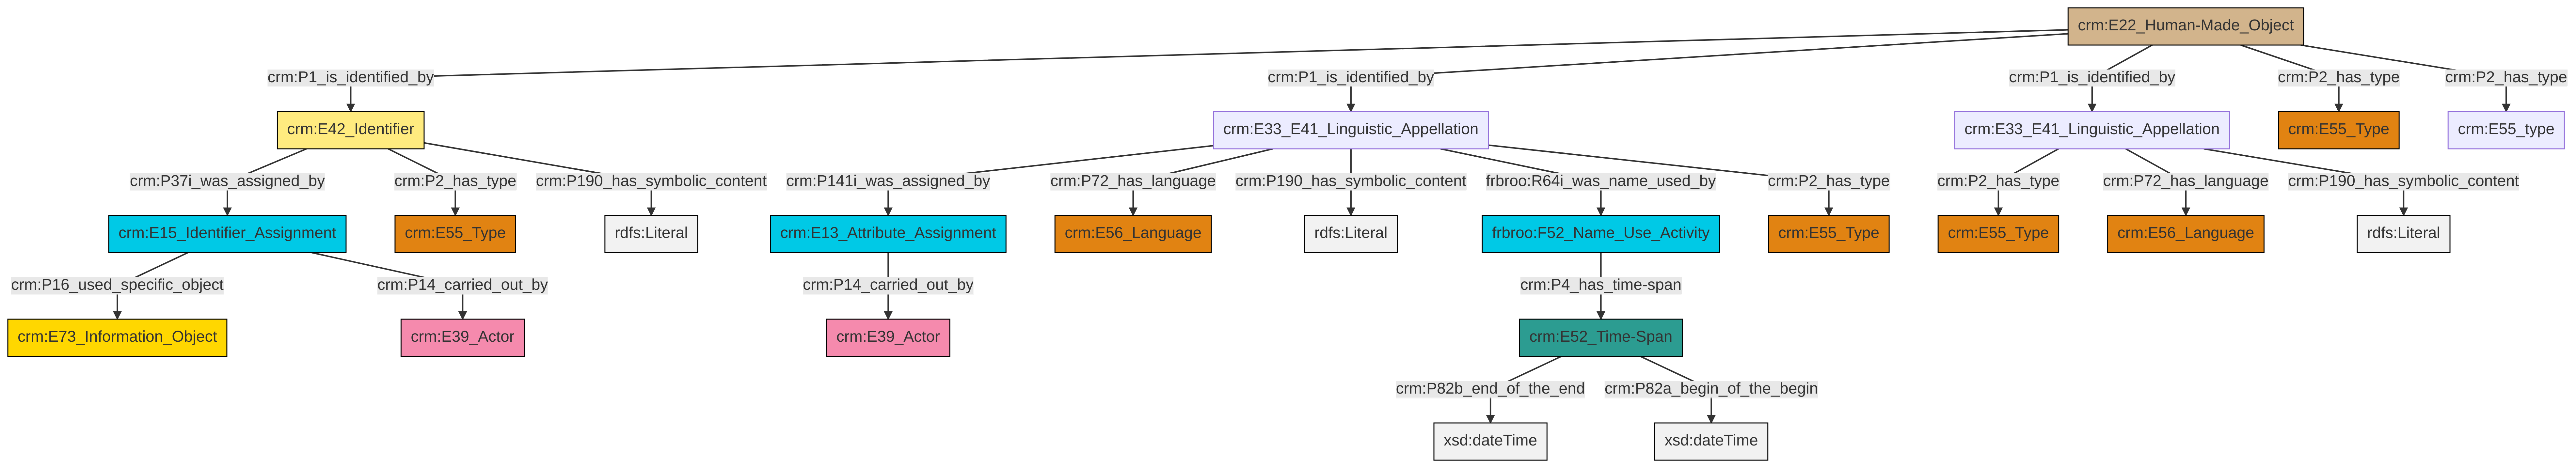 crm:E22_Human-Made_Object
crm:P1_is_identified_by
crm:P1_is_identified_by
crm:P1_is_identified_by
crm:P2_has_type
crm:P2_has_type
crm:E42_Identifier
crm:E33_E41_Linguistic_Appellation
crm:E33_E41_Linguistic_Appellation
crm:E55_Type
crm:E55_type
crm:P37i_was_assigned_by
crm:P2_has_type
crm:P190_has_symbolic_content
crm:P141i_was_assigned_by
crm:P72_has_language
crm:P190_has_symbolic_content
frbroo:R64i_was_name_used_by
crm:P2_has_type
crm:P2_has_type
crm:P72_has_language
crm:P190_has_symbolic_content
crm:E15_Identifier_Assignment
crm:E55_Type
rdfs:Literal
crm:E13_Attribute_Assignment
crm:E56_Language
rdfs:Literal
frbroo:F52_Name_Use_Activity
crm:E55_Type
crm:E55_Type
crm:E56_Language
rdfs:Literal
crm:P16_used_specific_object
crm:P14_carried_out_by
crm:P14_carried_out_by
crm:P4_has_time-span
crm:E73_Information_Object
crm:E39_Actor
crm:E39_Actor
crm:E52_Time-Span
crm:P82b_end_of_the_end
crm:P82a_begin_of_the_begin
xsd:dateTime
xsd:dateTime